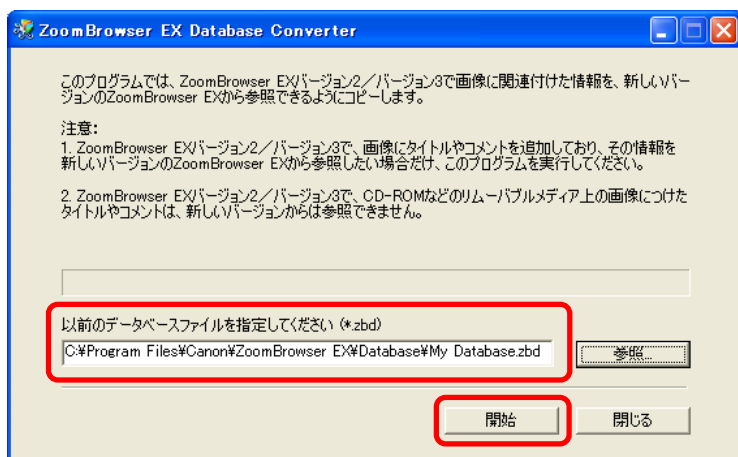 ZoomBrowser EX Database Converter
このプログラムでは、ZoomBrowser EXバージョン2／バージョン3で画像に関連付けた情報を、新しいバー
ジョンのZoomBrowser EXから参照できるようにコピーします。
注意:
1. ZoomBrowser EXバージョン2／バージョン3で、画像にタイトルやコメントを追加しており、その情報を
新しいバージョンのZoomBrowser EXから参照したい場合だけ、このプログラムを実行してください。
2. ZoomBrowser EXバージョン2／バージョン3で、CD-ROMなどのリムーバブルメディア上の画像につけた
タイトルやコメントは、新しいバージョンからは参照できません。
以前のデータベースファイルを指定してください (*.zbd)
C:¥Program Files¥Canon¥ZoomBrowser EX¥Database¥My Database.zbd
参照...
開始
閉じる